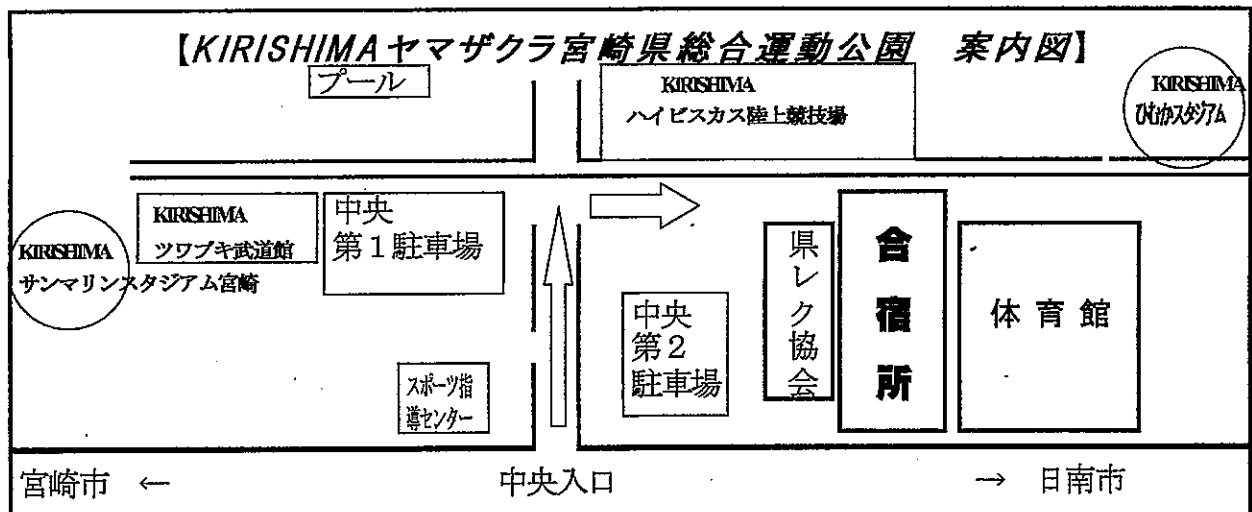 【KIRISHIMAヤマザクラ宮崎県総合運動公園　案内図】
プール
KIRISHIMA
ハイビスカス陸上競技場
KIRISHIMA
ひむかスタジアム
KIRISHIMA
サンマリンスタジアム宮崎
KIRISHIMA
ツワブキ武道館
中央
第１駐車場
スポーツ指
導センター
中央
第２
駐車場
県レク協会
合宿所
体育館
宮崎市　←
中央入口
→　日南市